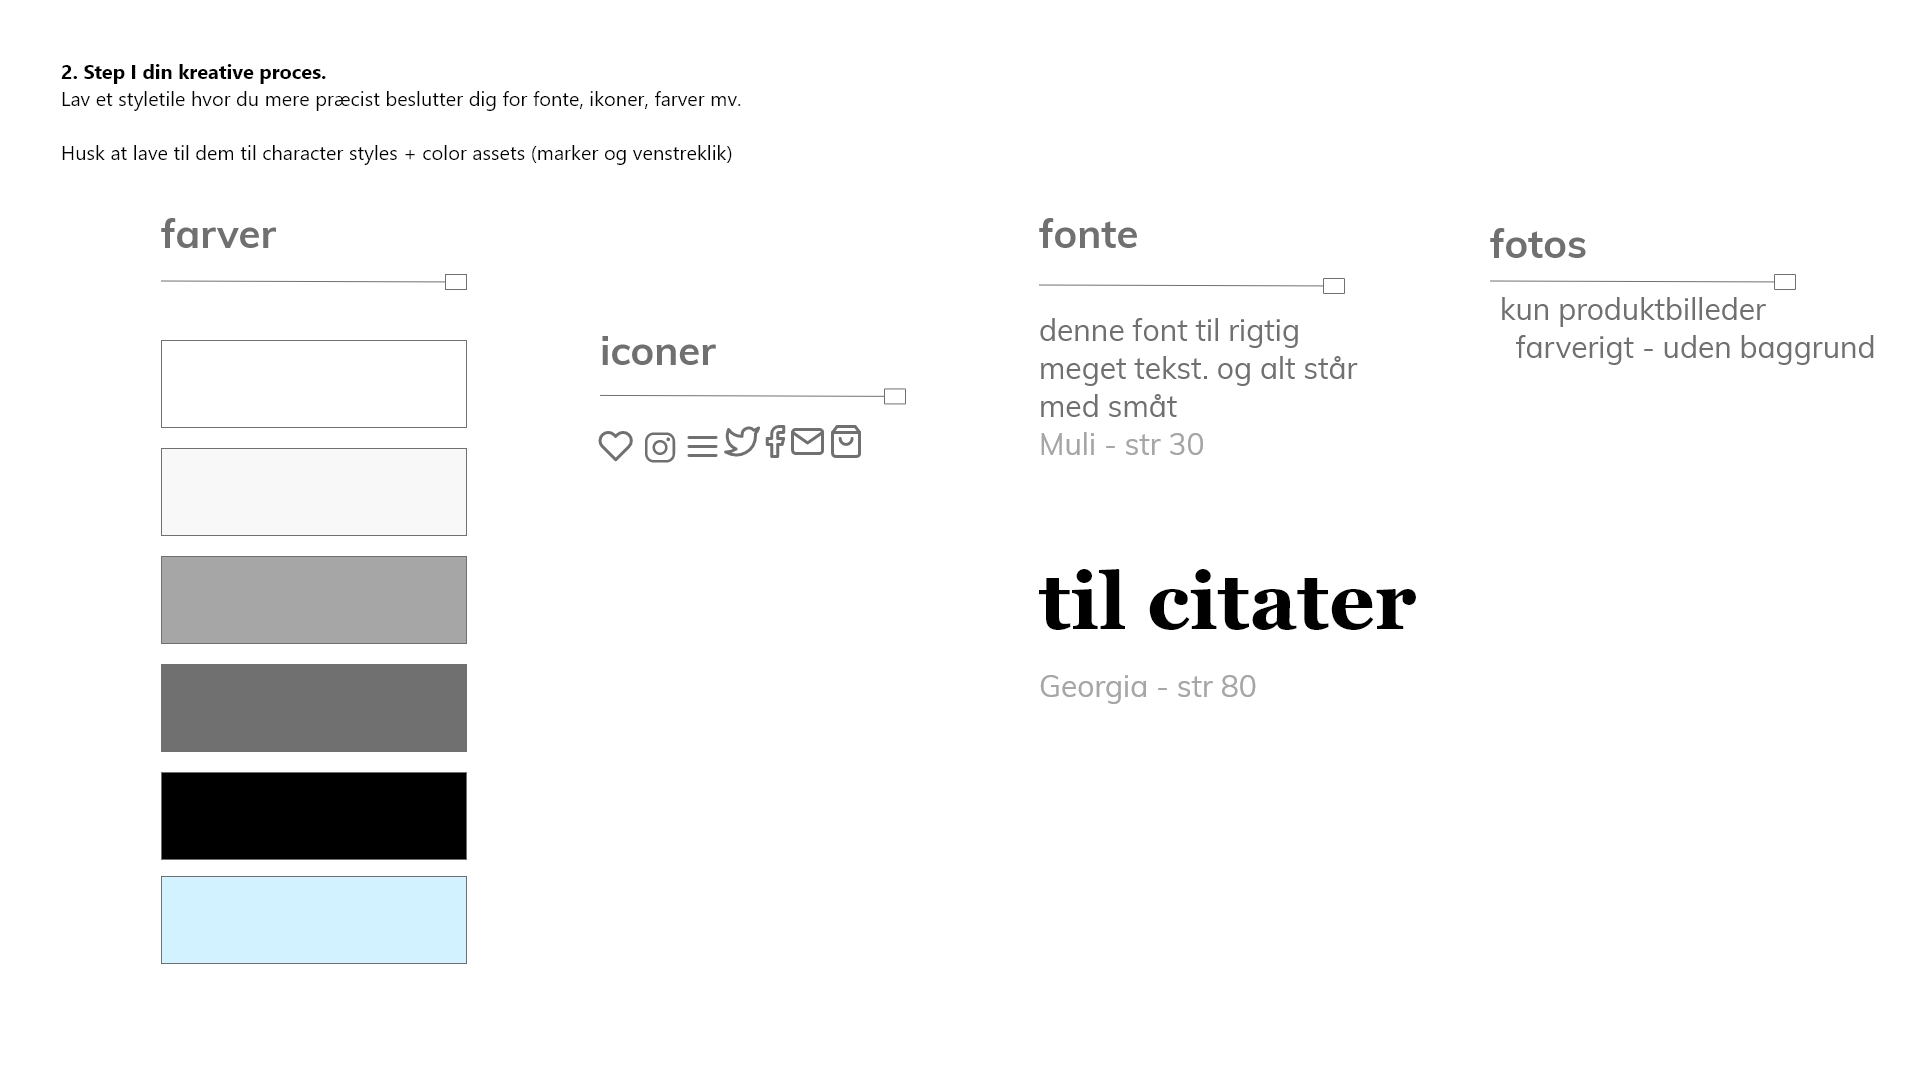 2. Step I din kreative proces.
Lav et styletile hvor du mere præcist beslutter dig for fonte, ikoner, farver mv.
Husk at lave til dem til character styles + color assets (marker og venstreklik)
farver
iconer
fonte
denne font til rigtig
meget tekst. og alt står
med småt
Muli - str 30
til citater
Georgia - str 80
fotos
kun produktbilleder
farverigt - uden baggrund